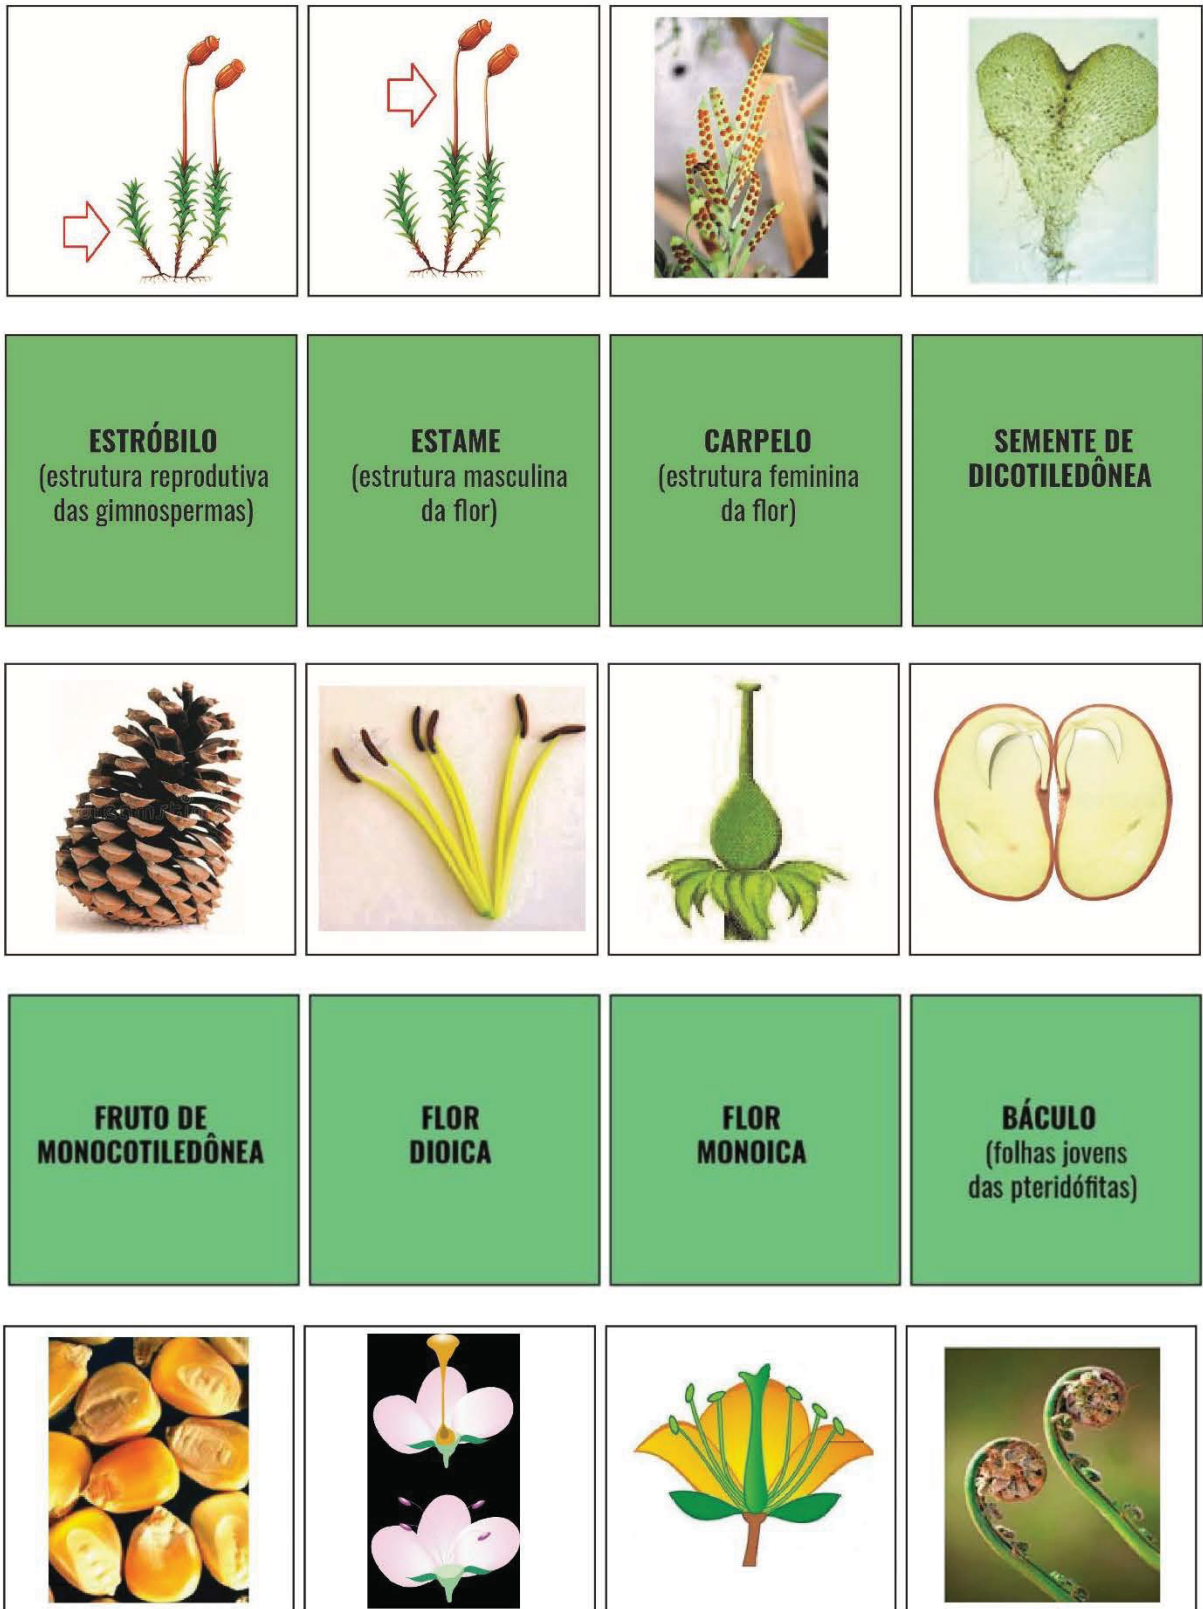 ESTRÓBILO
(estrutura reprodutiva
das gimnospermas)
ESTAME
(estrutura masculina
da flor)
CARPELO
(estrutura feminina
da flor)
SEMENTE DE
DICOTILEDÔNEA
FRUTO DE
MONOCOTILEDÔNEA
FLOR
DIOICA
FLOR
MONOICA
BÁCULO
(folhas jovens
das pteridófitas)